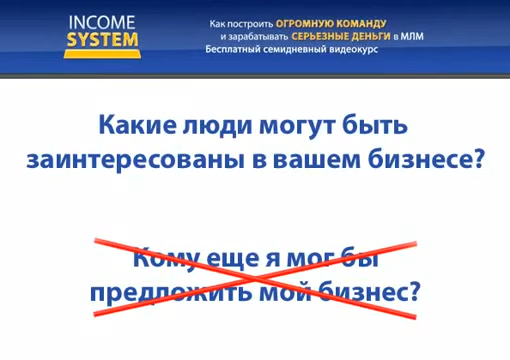 INCOME
SYSTEM
Как построить ОГРОМНУЮ КОМАНДУ
и зарабатывать СЕРЬЕЗНЫЕ ДЕНЬГИ в МЛМ
Бесплатный семидневный видеокурс
Какие люди могут быть
заинтересованы в вашем бизнесе?
Кому еще я мог бы
предложить мой бизнес?